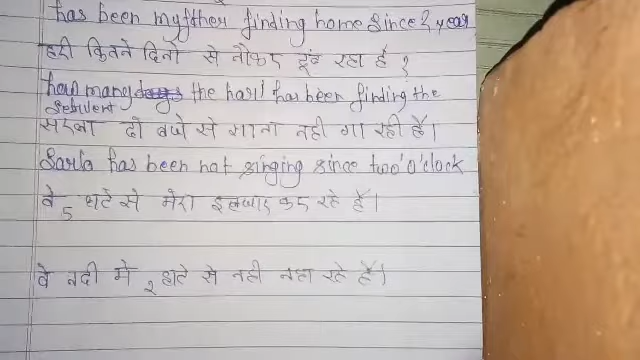 has been my father finding home since 2 year
हरी कितने दिनो से नौकर ढूंढ रहा है ?
how many the hari has been finding the
servent
सरला दो बजे से गाना नही गा रही है।
Sarla has been not singing since two'o'clock
वे 5 घंटे से मेरा इन्तजार कर रहे हैं।
वे नदी मे 2 घंटे से नही नहा रहे हैं।